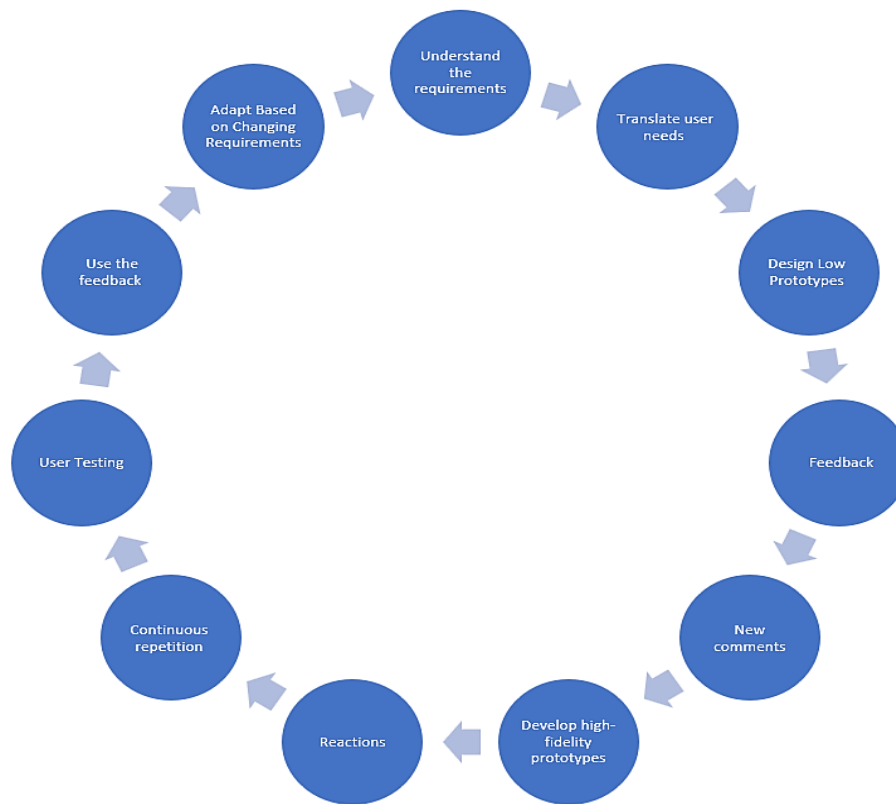 Understand
the
requirements
Translate user
needs
Design Low
Prototypes
Feedback
New
comments
Develop high-
fidelity
prototypes
Reactions
Continuous
repetition
User Testing
Use the
feedback
Adapt Based
on Changing
Requirements